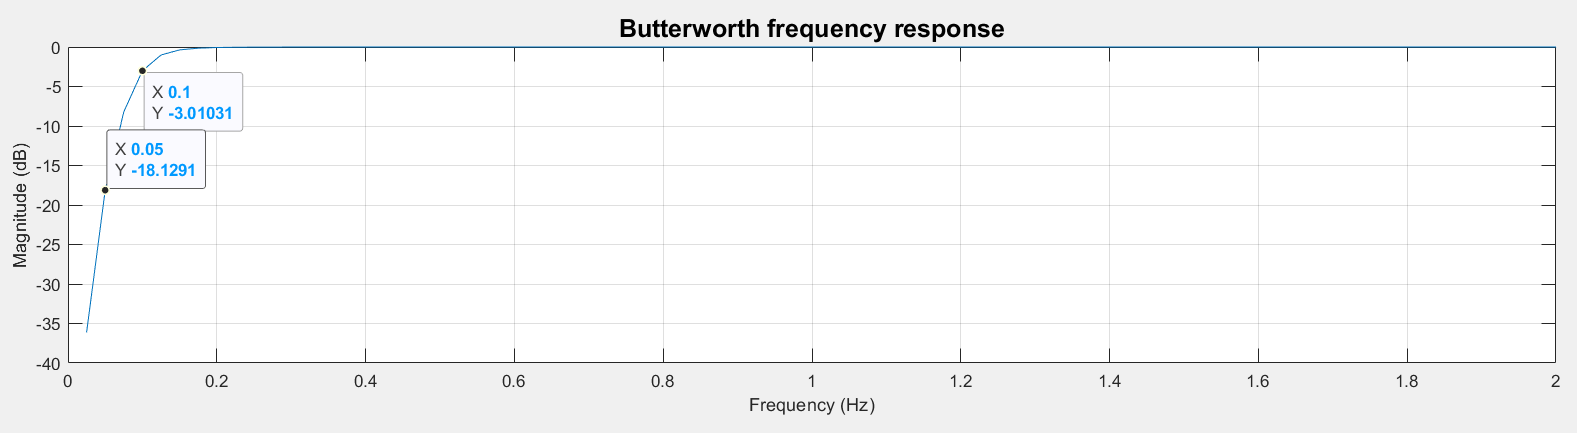 Butterworth frequency response
0
-5
-10
-15
-20
-25
-30
-35
-40
Magnitude (dB)
X 0.1
Y -3.01031
X 0.05
Y -18.1291
0 0.2 0.4 0.6 0.8 1 1.2 1.4 1.6 1.8 2
Frequency (Hz)